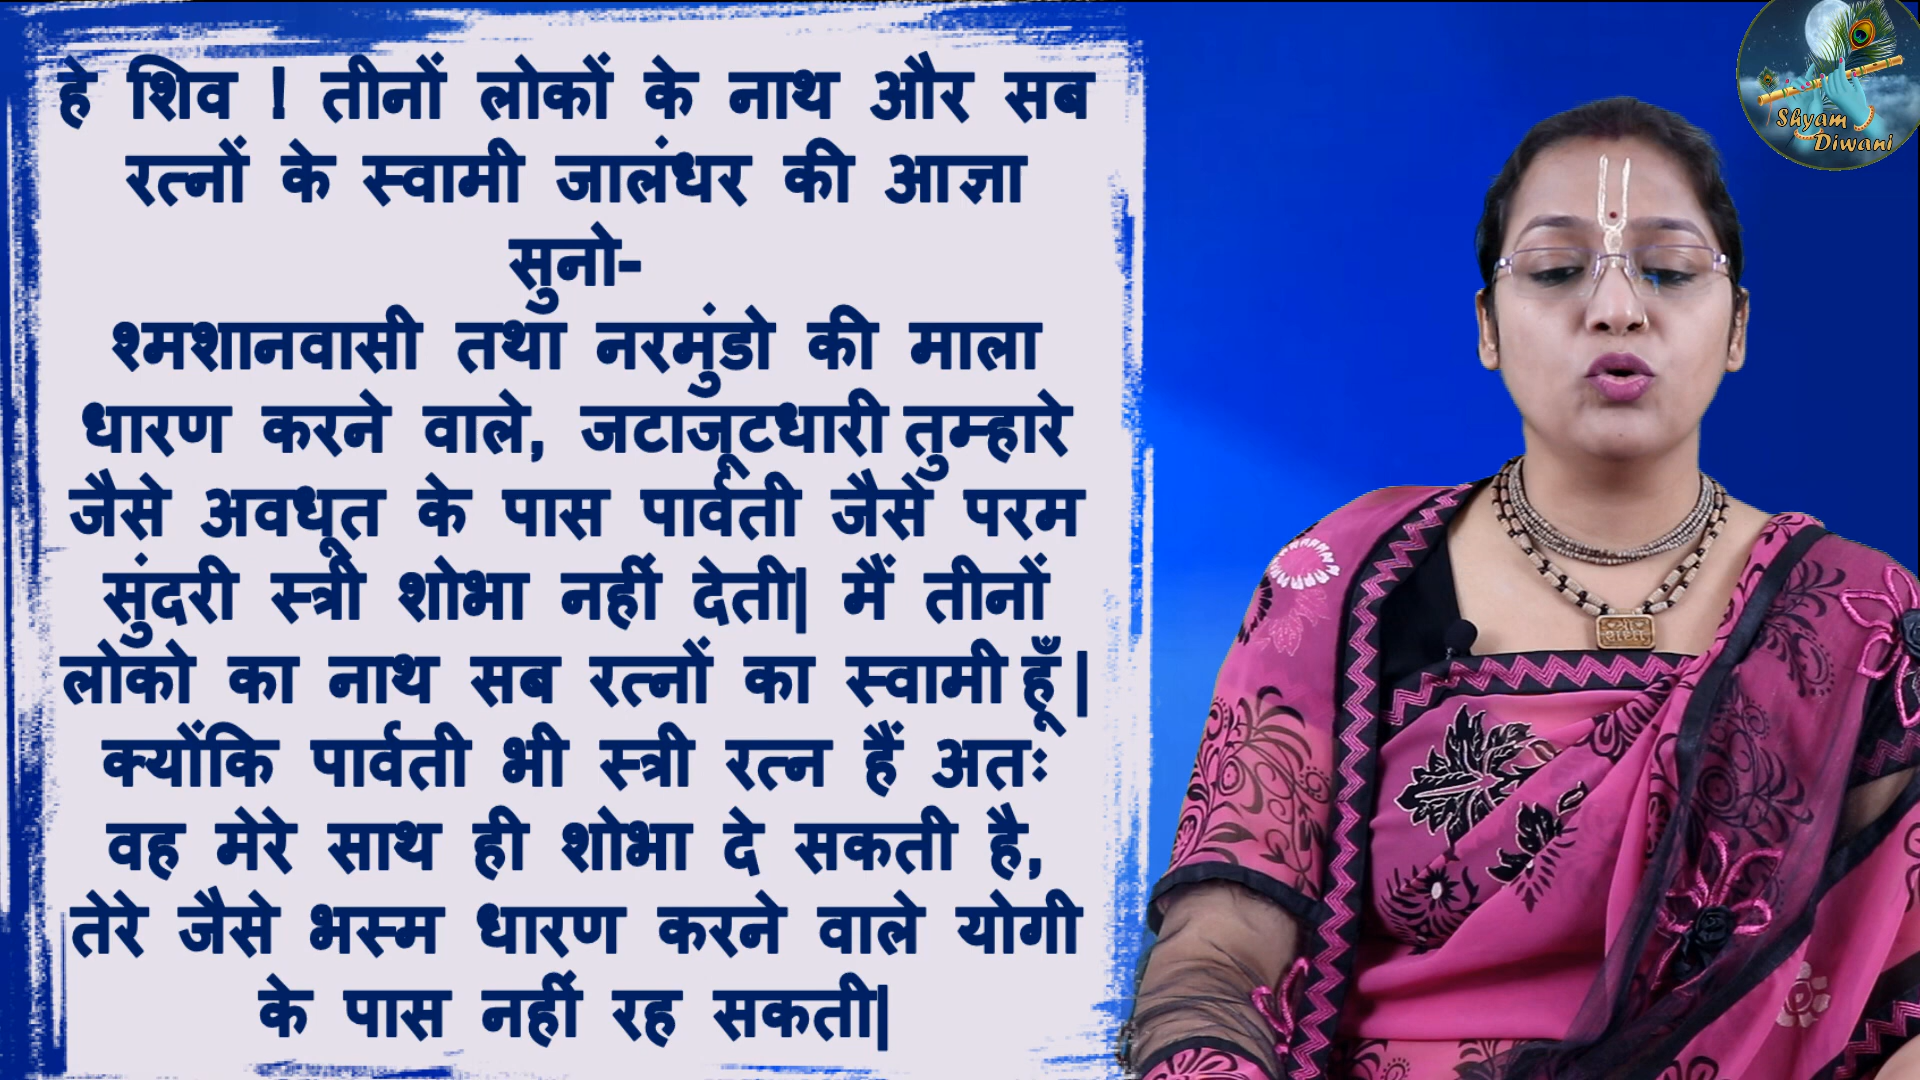 हे शिव ! तीनों लोकों के नाथ और सब
रत्नों के स्वामी जालंधर की आज्ञा
सुनो-
श्मशानवासी तथा नरमुंडो की माला
धारण करने वाले, जटाजूटधारी तुम्हारे
जैसे अवधूत के पास पार्वती जैसे परम
सुंदरी स्त्री शोभा नहीं देती| मैं तीनों
लोको का नाथ सब रत्नों का स्वामी हूँ|
क्योंकि पार्वती भी स्त्री रत्न हैं अतः
वह मेरे साथ ही शोभा दे सकती है,
तेरे जैसे भस्म धारण करने वाले योगी
के पास नहीं रह सकती|
Shyam
Diwani